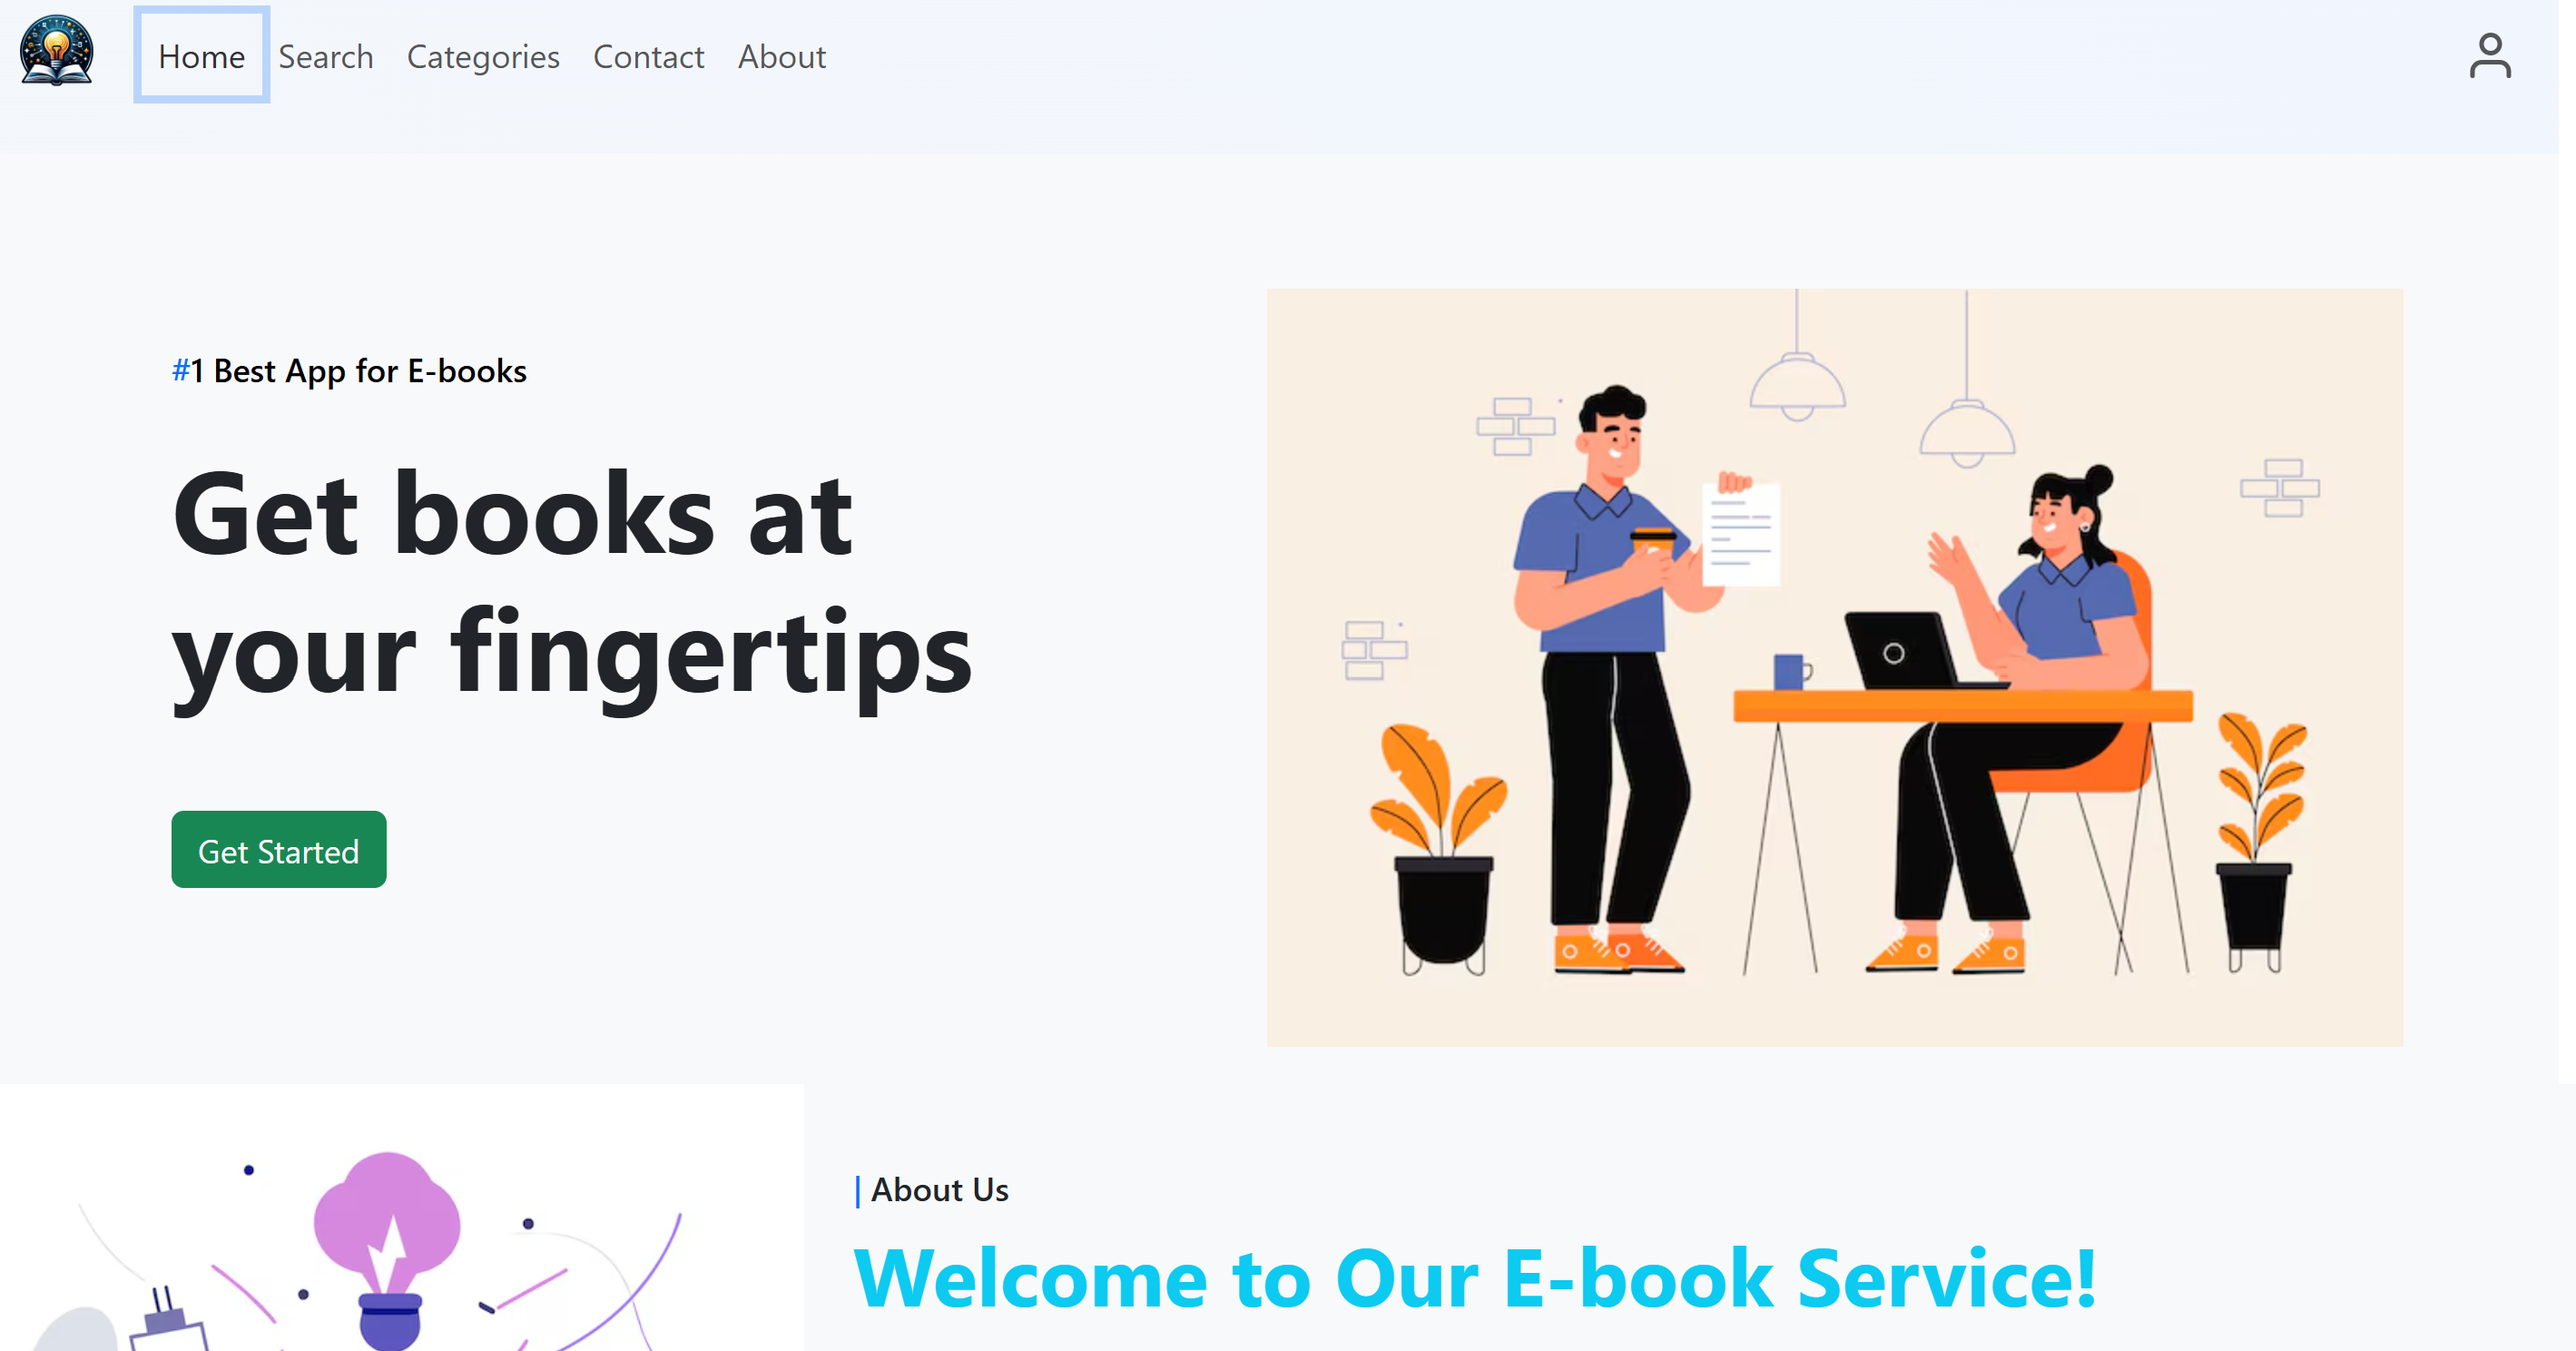 Home Search Categories Contact About
#1 Best App for E-books
Get books at
your fingertips
Get Started
| About Us
Welcome to Our E-book Service!